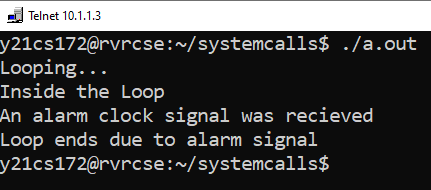 Telnet 10.1.1.3
y21cs172@rvrcse:~/systemcalls$ ./a.out
Looping...
Inside the Loop
An alarm clock signal was recieved
Loop ends due to alarm signal
y21cs172@rvrcse:~/systemcalls$